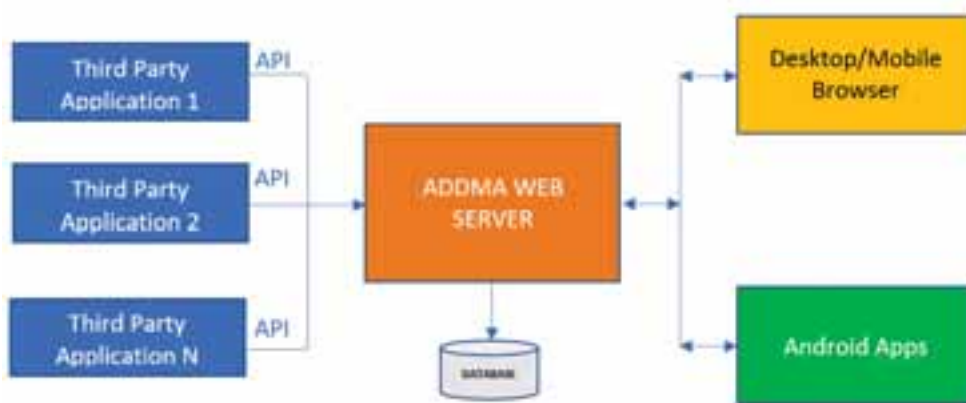 Third Party
Application 1
API
Third Party
Application 2
API
Third Party
Application N
API
ADDMA WEB
SERVER
DATABASE
Desktop/Mobile
Browser
Android Apps